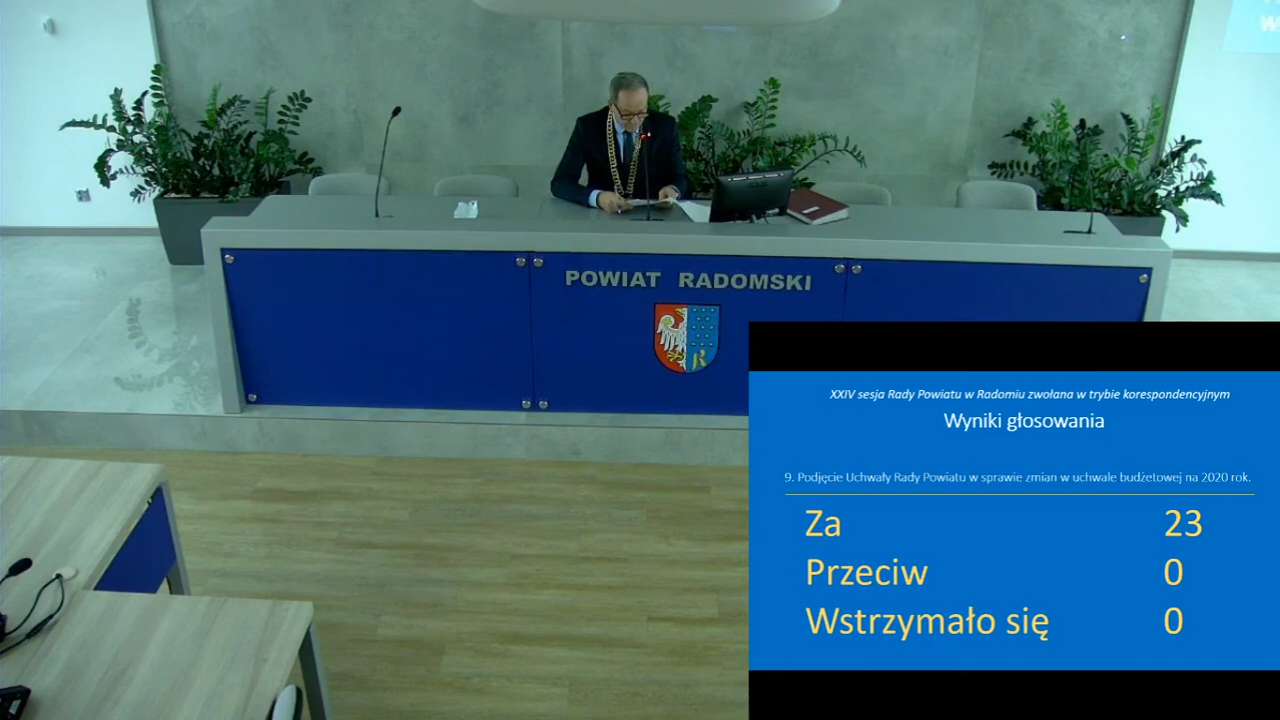 POWIAT RADOMSKI
XXIV sesja Rady Powiatu w Radomiu zwołana w trybie korespondencyjnym
Wyniki głosowania
9. Podjęcie Uchwały Rady Powiatu w sprawie zmian w uchwale budżetowej na 2020 rok.
Za 23
Przeciw 0
Wstrzymało się 0